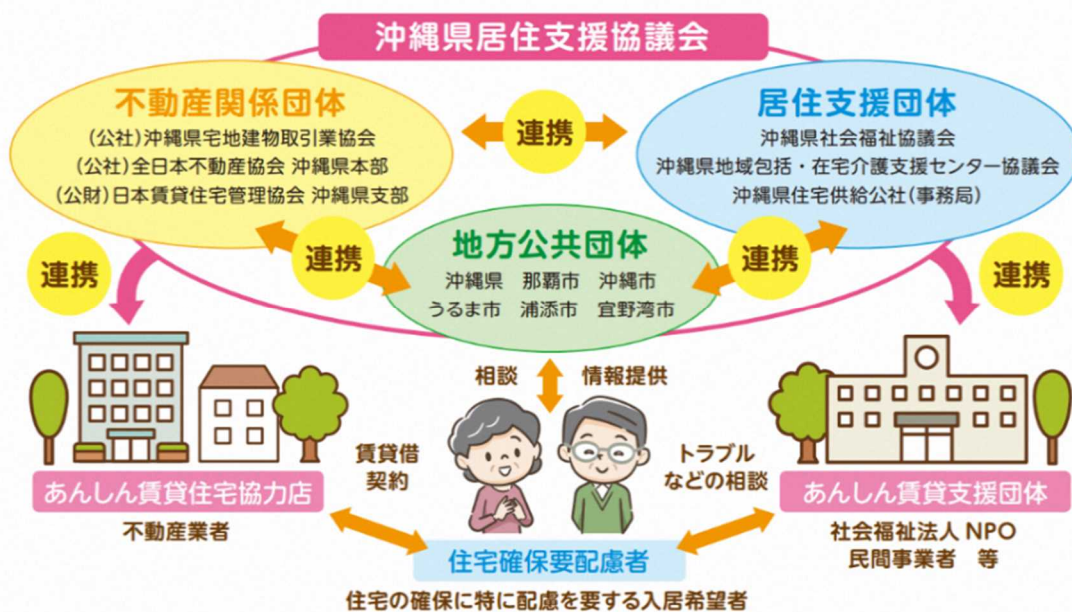 沖縄県居住支援協議会
不動産関係団体
(公社)沖縄県宅地建物取引業協会
(公社)全日本不動産協会 沖縄県本部
(公財)日本賃貸住宅管理協会 沖縄県支部
連携
居住支援団体
沖縄県社会福祉協議会
沖縄県地域包括・在宅介護支援センター協議会
沖縄県住宅供給公社(事務局)
連携
連携
地方公共団体
沖縄県 那覇市 沖縄市
うるま市 浦添市 宜野湾市
連携
連携
相談
情報提供
賃貸借
契約
トラブル
などの相談
あんしん賃貸住宅協力店
不動産業者
あんしん賃貸支援団体
社会福祉法人 NPO
民間事業者 等
住宅確保要配慮者
住宅の確保に特に配慮を要する入居希望者